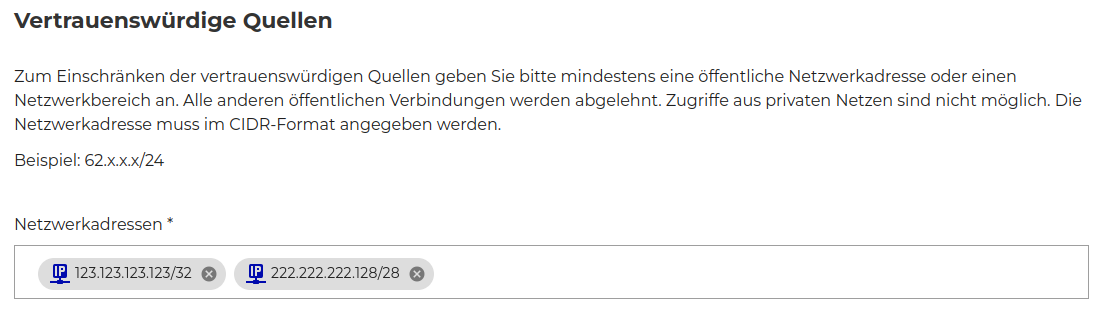 Vertrauenswürdige Quellen
Zum Einschränken der vertrauenswürdigen Quellen geben Sie bitte mindestens eine öffentliche Netzwerkadresse oder einen
Netzwerkbereich an. Alle anderen öffentlichen Verbindungen werden abgelehnt. Zugriffe aus privaten Netzen sind nicht möglich. Die
Netzwerkadresse muss im CIDR-Format angegeben werden.
Beispiel: 62.x.x.x/24
Netzwerkadressen *
IP 123.123.123.123/32 IP 222.222.222.128/28